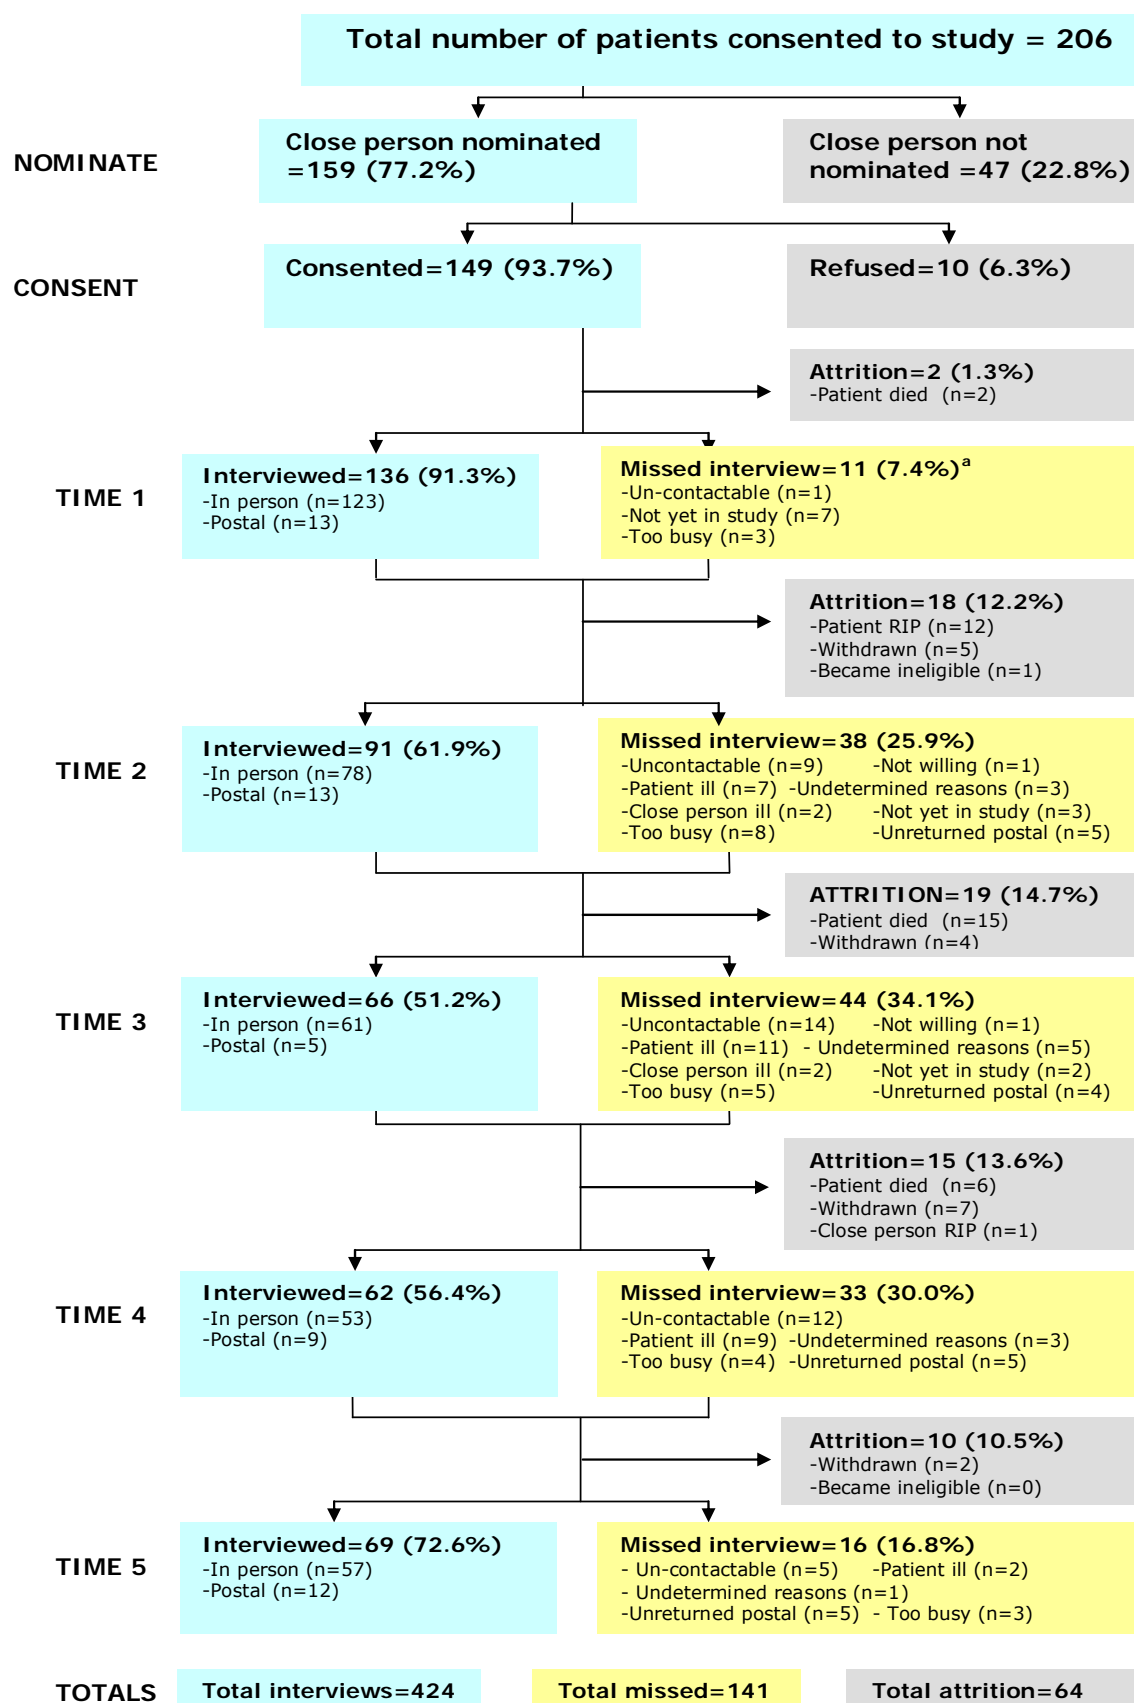 Total number of patients consented to study = 206
NOMINATE
Close person nominated
=159 (77.2%)
Close person not
nominated =47 (22.8%)
CONSENT
Consented=149 (93.7%)
Refused=10 (6.3%)
Attrition=2 (1.3%)
-Patient died (n=2)
TIME 1
Interviewed=136 (91.3%)
-In person (n=123)
-Postal (n=13)
Missed interview=11 (7.4%)a
-Un-contactable (n=1)
-Not yet in study (n=7)
-Too busy (n=3)
Attrition=18 (12.2%)
-Patient RIP (n=12)
-Withdrawn (n=5)
-Became ineligible (n=1)
TIME 2
Interviewed=91 (61.9%)
-In person (n=78)
-Postal (n=13)
Missed interview=38 (25.9%)
-Uncontactable (n=9) -Not willing (n=1)
-Patient ill (n=7) -Undetermined reasons (n=3)
-Close person ill (n=2) -Not yet in study (n=3)
-Too busy (n=8) -Unreturned postal (n=5)
ATTRITION=19 (14.7%)
-Patient died (n=15)
-Withdrawn (n=4)
TIME 3
Interviewed=66 (51.2%)
-In person (n=61)
-Postal (n=5)
Missed interview=44 (34.1%)
-Uncontactable (n=14) -Not willing (n=1)
-Patient ill (n=11) - Undetermined reasons (n=5)
-Close person ill (n=2) -Not yet in study (n=2)
-Too busy (n=5) -Unreturned postal (n=4)
Attrition=15 (13.6%)
-Patient died (n=6)
-Withdrawn (n=7)
-Close person RIP (n=1)
TIME 4
Interviewed=62 (56.4%)
-In person (n=53)
-Postal (n=9)
Missed interview=33 (30.0%)
-Un-contactable (n=12)
-Patient ill (n=9) -Undetermined reasons (n=3)
-Too busy (n=4) -Unreturned postal (n=5)
Attrition=10 (10.5%)
-Withdrawn (n=2)
-Became ineligible (n=0)
TIME 5
Interviewed=69 (72.6%)
-In person (n=57)
-Postal (n=12)
Missed interview=16 (16.8%)
- Un-contactable (n=5) -Patient ill (n=2)
- Undetermined reasons (n=1)
-Unreturned postal (n=5) - Too busy (n=3)
TOTALS
Total interviews=424
Total missed=141
Total attrition=64